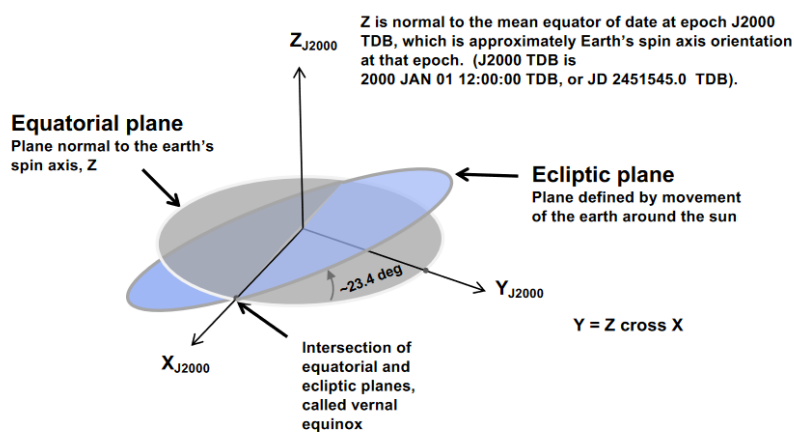 Z is normal to the mean equator of date at epoch J2000
TDB, which is approximately Earth's spin axis orientation
at that epoch.  (J2000 TDB is
2000 JAN 01 12:00:00 TDB, or JD 2451545.0  TDB).
ZJ2000
Equatorial plane
Plane normal to the earth's
spin axis, Z
Ecliptic plane
Plane defined by movement
of the earth around the sun
~23.4 deg
YJ2000
Y = Z cross X
XJ2000
Intersection of
equatorial and
ecliptic planes,
called vernal
equinox